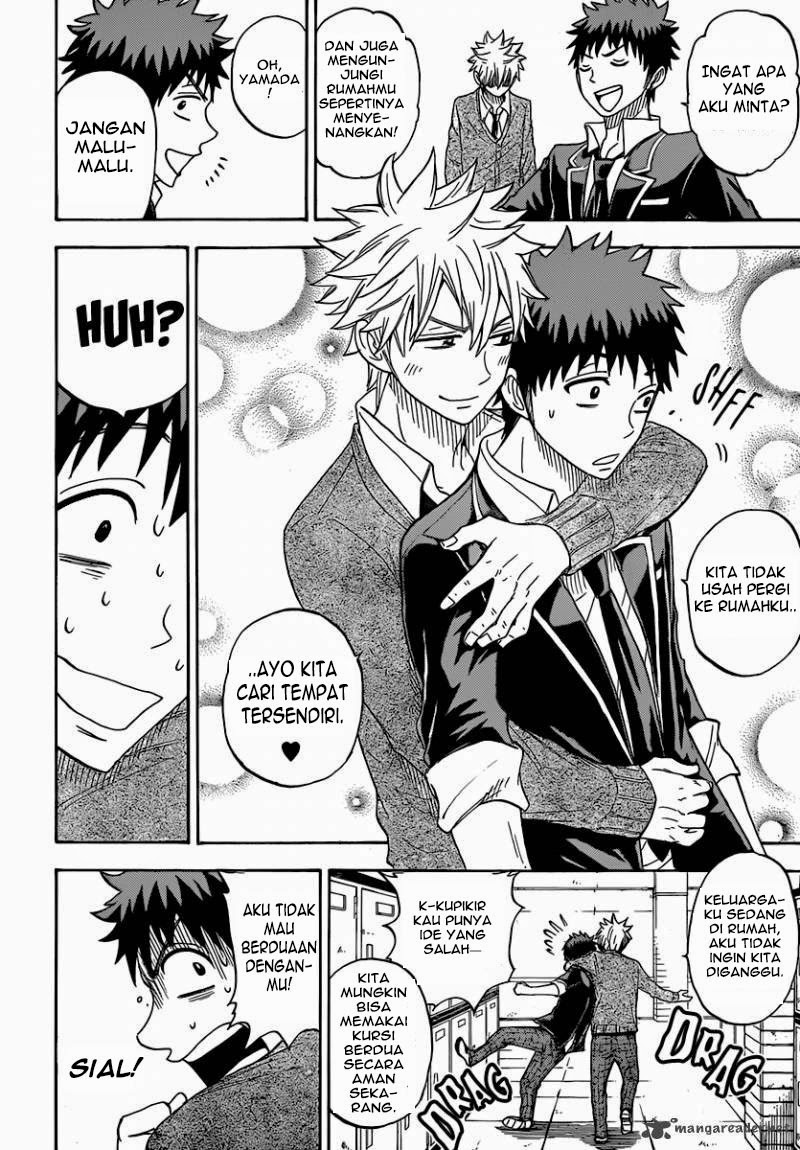 INGAT APA
YANG
AKU MINTA?
DAN JUGA
MENGUN-
JUNGI
RUMAHMU
SEPERTINYA
MENYE-
NANGKAN!
OH,
YAMADA
!
JANGAN
MALU-
MALU.
SHFF
KITA TIDAK
USAH PERGI
KE RUMAHKU..
..AYO KITA
CARI TEMPAT
TERSENDIRI.
♥
HUH?
KELUARGA-
KU SEDANG
DI RUMAH,
AKU TIDAK
INGIN KITA
DIGANGGU.
K-KUPIKIR
KAU PUNYA
IDE YANG
SALAH—
KITA
MUNGKIN
BISA
MEMAKAI
KURSI
BERDUA
SECARA
AMAN
SEKA-
RANG.
DRAG
DRAG
AKU TIDAK
MAU
BERDUAAN
DENGAN-
MU!
SIAL!
mangareader.net